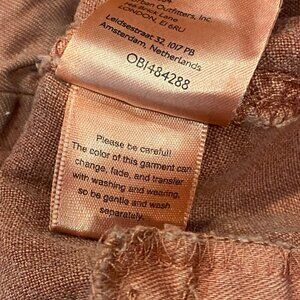 Outfitters, Inc
Lane
LONDON, E1 6RU
Leidsestraat 32, 1017 PB
Amsterdam, Netherlands
OB1484288
Please be careful!
The color of this garment can
change, fade, and transfer
with washing and wearing,
so be gentle and wash
separately.